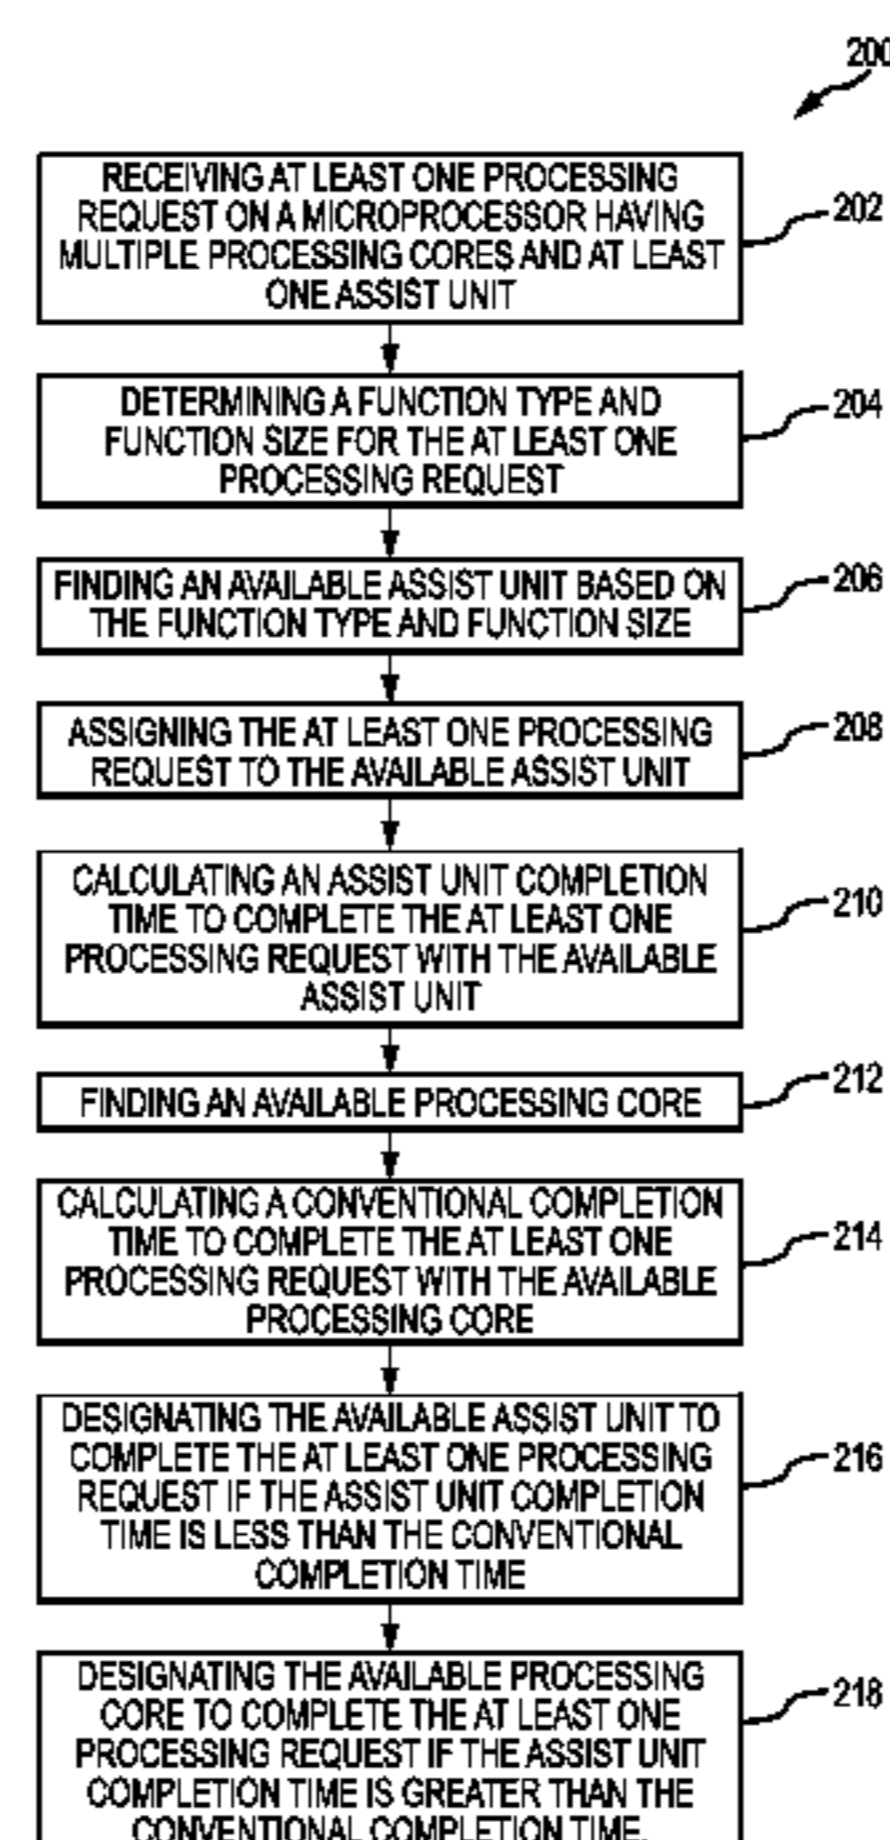 200
RECEIVING AT LEAST ONE PROCESSING
REQUEST ON A MICROPROCESSOR HAVING
MULTIPLE PROCESSING CORES AND AT LEAST
ONE ASSIST UNIT
202
DETERMINING A FUNCTION TYPE AND
FUNCTION SIZE FOR THE AT LEAST ONE
PROCESSING REQUEST
204
FINDING AN AVAILABLE ASSIST UNIT BASED ON
THE FUNCTION TYPE AND FUNCTION SIZE
206
ASSIGNING THE AT LEAST ONE PROCESSING
REQUEST TO THE AVAILABLE ASSIST UNIT
208
CALCULATING AN ASSIST UNIT COMPLETION
TIME TO COMPLETE THE AT LEAST ONE
PROCESSING REQUEST WITH THE AVAILABLE
ASSIST UNIT
210
FINDING AN AVAILABLE PROCESSING CORE
212
CALCULATING A CONVENTIONAL COMPLETION
TIME TO COMPLETE THE AT LEAST ONE
PROCESSING REQUEST WITH THE AVAILABLE
PROCESSING CORE
214
DESIGNATING THE AVAILABLE ASSIST UNIT TO
COMPLETE THE AT LEAST ONE PROCESSING
REQUEST IF THE ASSIST UNIT COMPLETION
TIME IS LESS THAN THE CONVENTIONAL
COMPLETION TIME
216
DESIGNATING THE AVAILABLE PROCESSING
CORE TO COMPLETE THE AT LEAST ONE
PROCESSING REQUEST IF THE ASSIST UNIT
COMPLETION TIME IS GREATER THAN THE
CONVENTIONAL COMPLETION TIME.
218